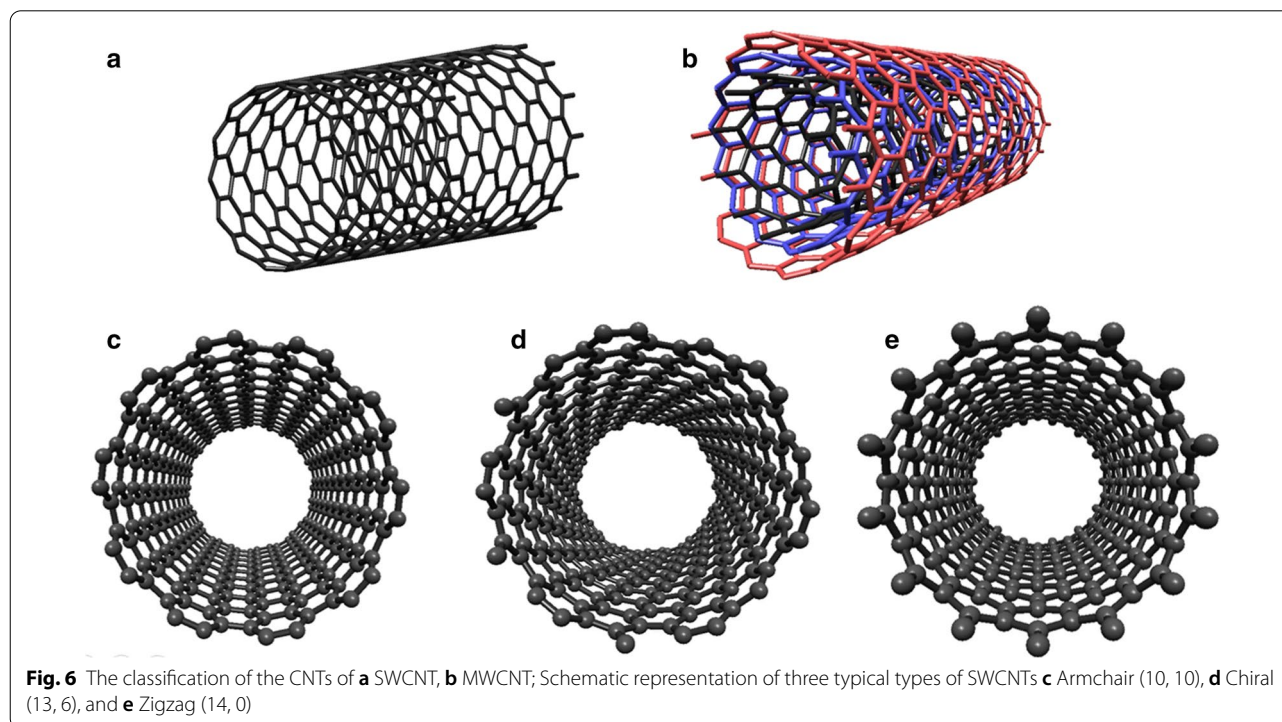 a
b
c
d
e
Fig. 6 The classification of the CNTs of a SWCNT, b MWCNT; Schematic representation of three typical types of SWCNTs c Armchair (10, 10), d Chiral
(13, 6), and e Zigzag (14, 0)